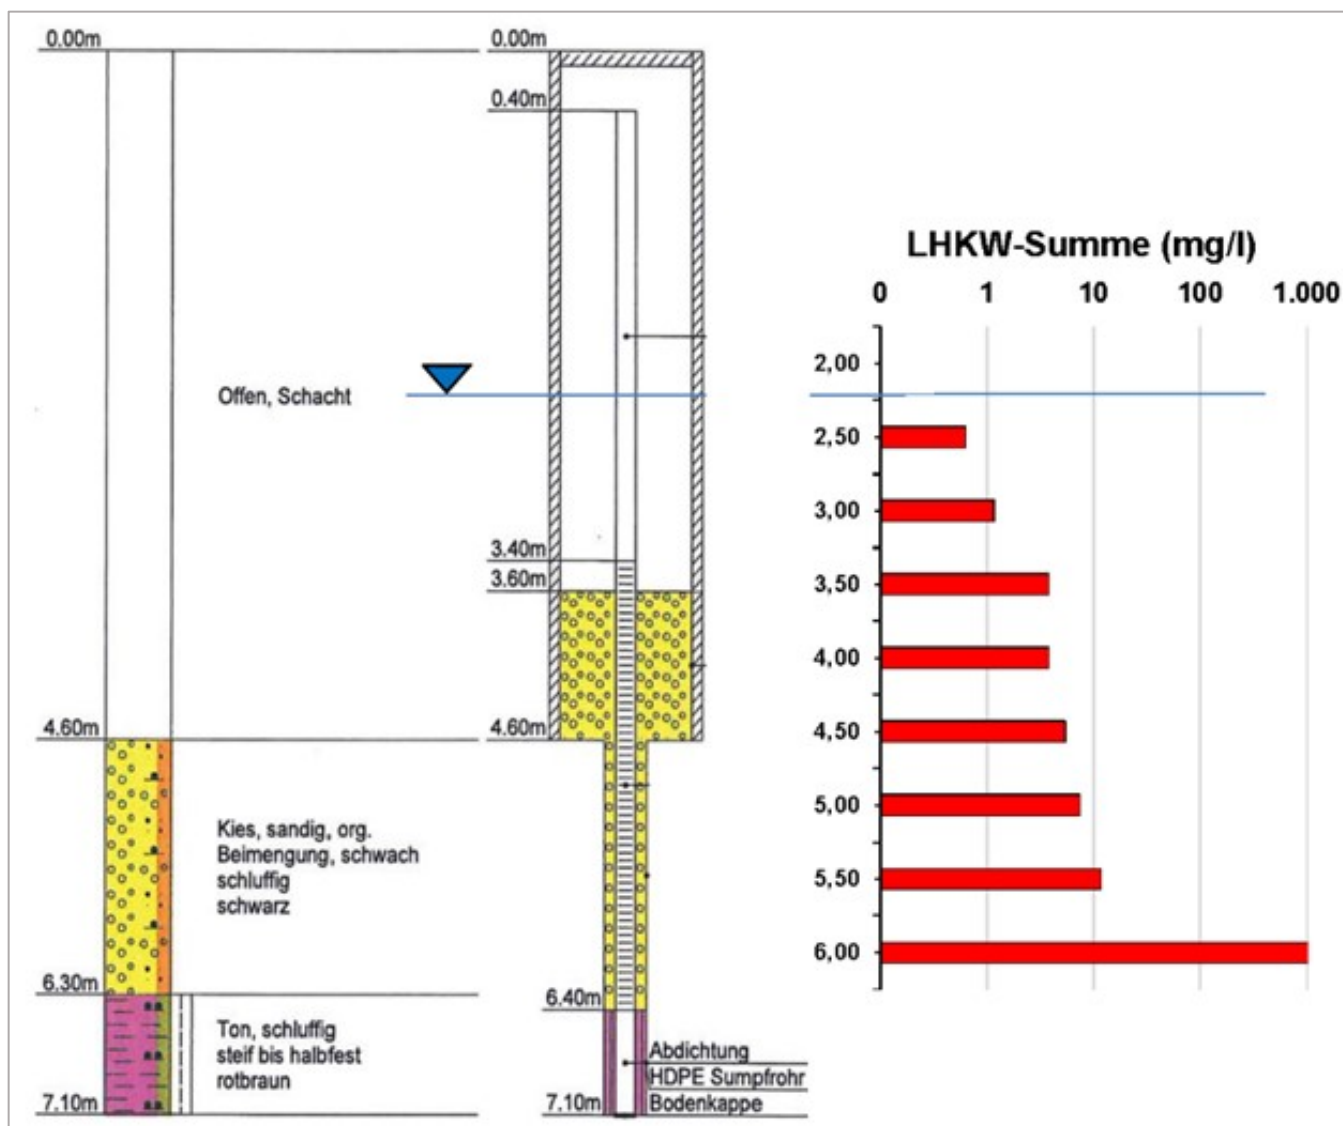 0.00m
Offen, Schacht
4.60m
Kies, sandig, org.
Beimengung, schwach
schluffig
schwarz
6.30m
Ton, schluffig
steif bis halbfest
rotbraun
7.10m
0.00m
0.40m
3.40m
3.60m
4.60m
6.40m
Abdichtung
HDPE Sumpfrohr
7.10m Bodenkappe
LHKW-Summe (mg/l)
0 1 10 100 1.000
2,00
2,50
3,00
3,50
4,00
4,50
5,00
5,50
6,00